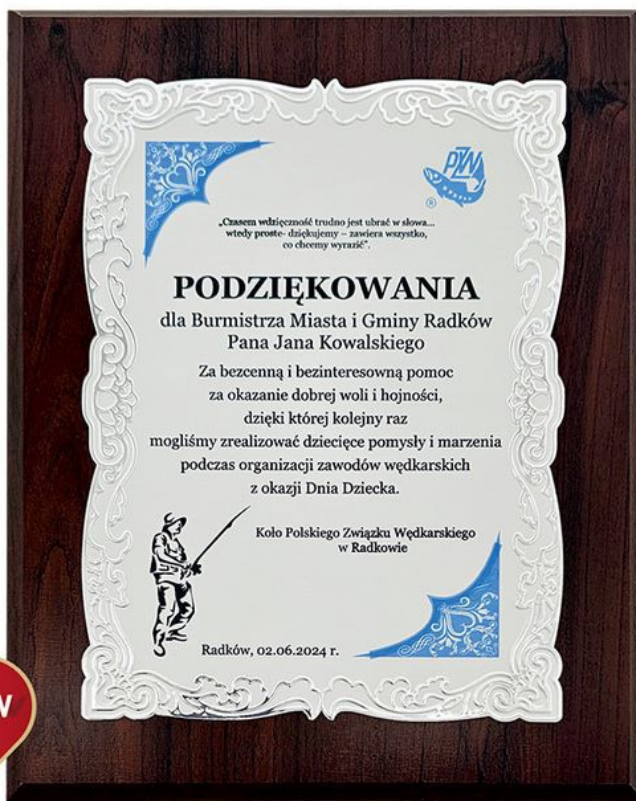 PZW
®
„Czasem wdzięczność trudno jest ubrać w słowa...
wtedy proste- dziękujemy – zawiera wszystko,
co chcemy wyrazić”.
PODZIĘKOWANIA
dla Burmistrza Miasta i Gminy Radków
Pana Jana Kowalskiego
Za bezcenną i bezinteresowną pomoc
za okazanie dobrej woli i hojności,
dzięki której kolejny raz
mogliśmy zrealizować dziecięce pomysły i marzenia
podczas organizacji zawodów wędkarskich
z okazji Dnia Dziecka.
Koło Polskiego Związku Wędkarskiego
w Radkowie
Radków, 02.06.2024 r.